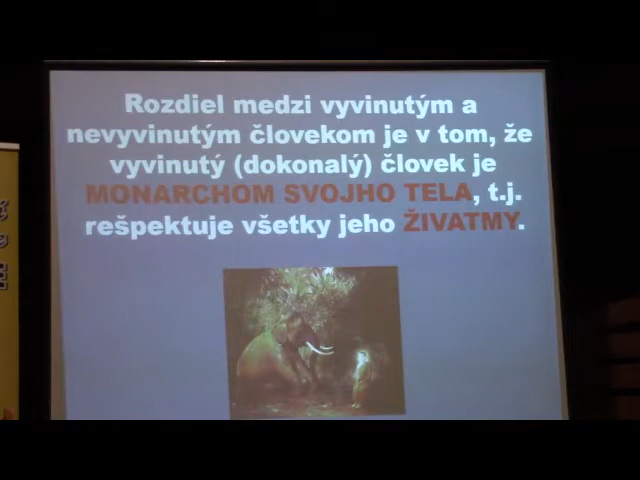 Rozdiel medzi vyvinutým a
nevyvinutým človekom je v tom, že
vyvinutý (dokonalý) človek je
MONARCHOM SVOJHO TELA, t.j.
rešpektuje všetky jeho ŽIVATMY.